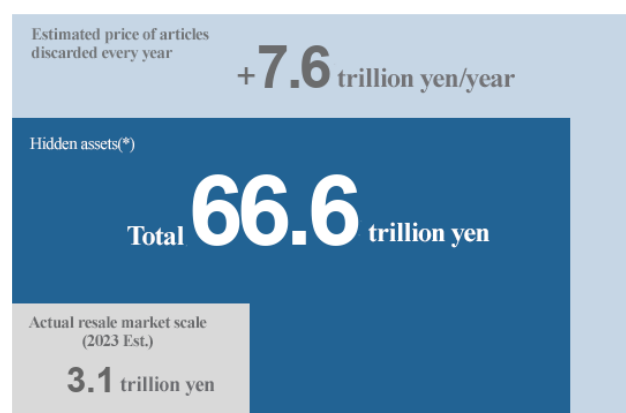 Estimated price of articles
discarded every year
+7.6 trillion yen/year
Hidden assets(*)
Total 66.6 trillion yen
Actual resale market scale
(2023 Est.)
3.1 trillion yen